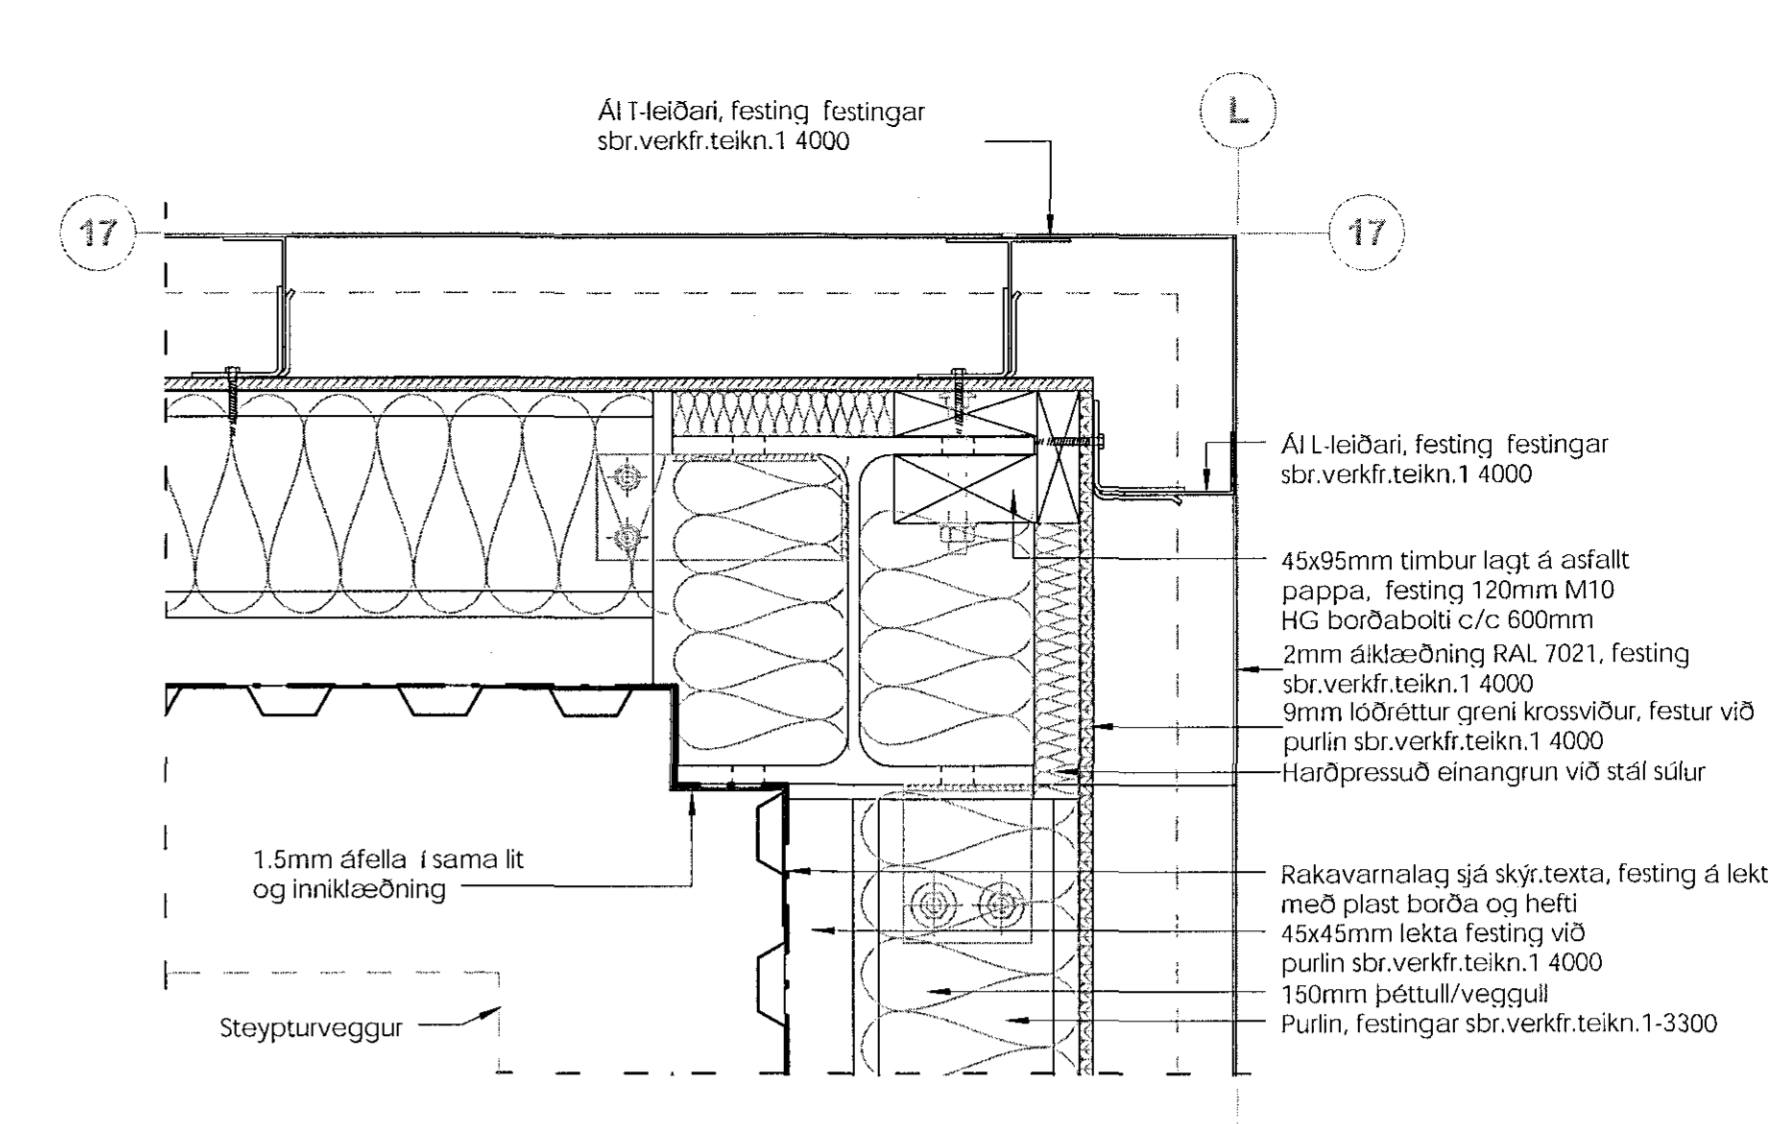 Ál T-leiðari, festing festingar
sbr.verkfr.teikn.1 4000
L
17
17
Ál L-leiðari, festing festingar
sbr.verkfr.teikn.1 4000
45x95mm timbur lagt á asfallt
pappa, festing 120mm M10
HG borðabolti c/c 600mm
2mm álklæðning RAL 7021, festing
sbr.verkfr.teikn.1 4000
9mm lóðréttur greni krossviður, festur við
purlin sbr.verkfr.teikn.1 4000
Harðpressuð einangrun við stál súlur
1.5mm áfella í sama lit
og inniklæðning
Rakavarnalag sjá skýr.texta, festing á lekt
með plast borða og hefti
45x45mm lekta festing við
purlin sbr.verkfr.teikn.1 4000
150mm þéttull/veggull
Purlin, festingar sbr.verkfr.teikn.1-3300
Steypturveggur